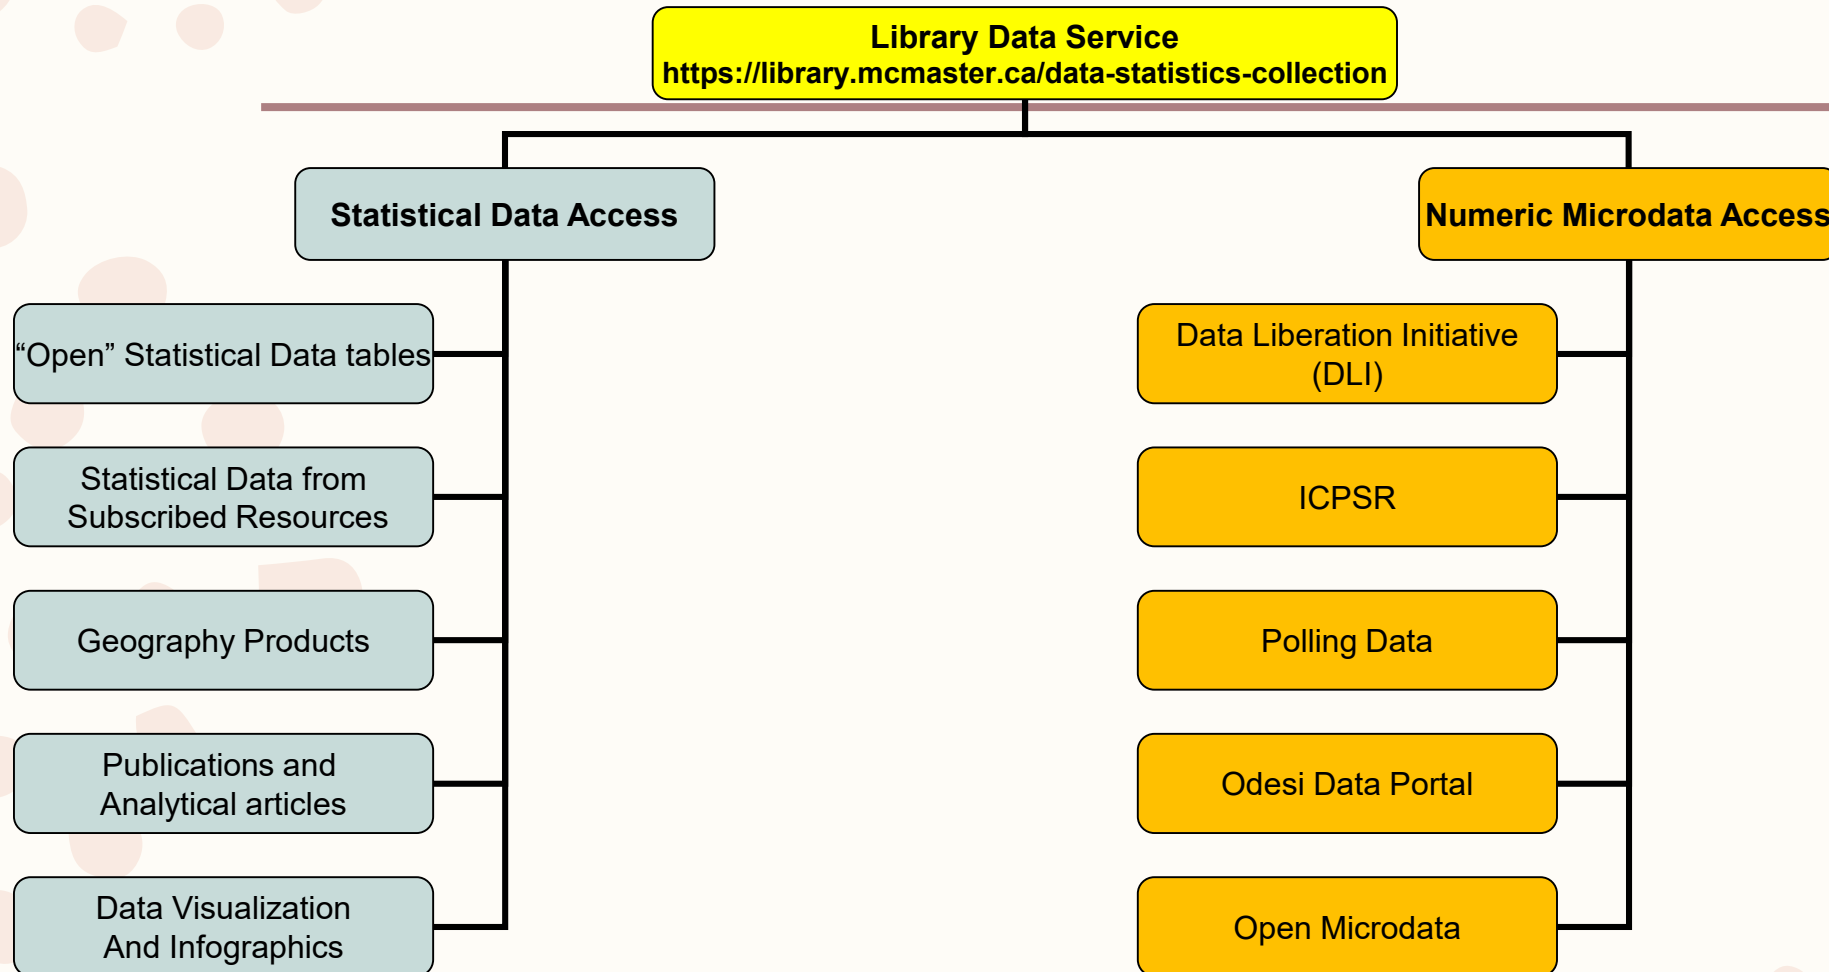 Library Data Service
https://library.mcmaster.ca/data-statistics-collection
Statistical Data Access
Numeric Microdata Access
“Open” Statistical Data tables
Statistical Data from
Subscribed Resources
Geography Products
Publications and
Analytical articles
Data Visualization
And Infographics
Data Liberation Initiative
(DLI)
ICPSR
Polling Data
Odesi Data Portal
Open Microdata